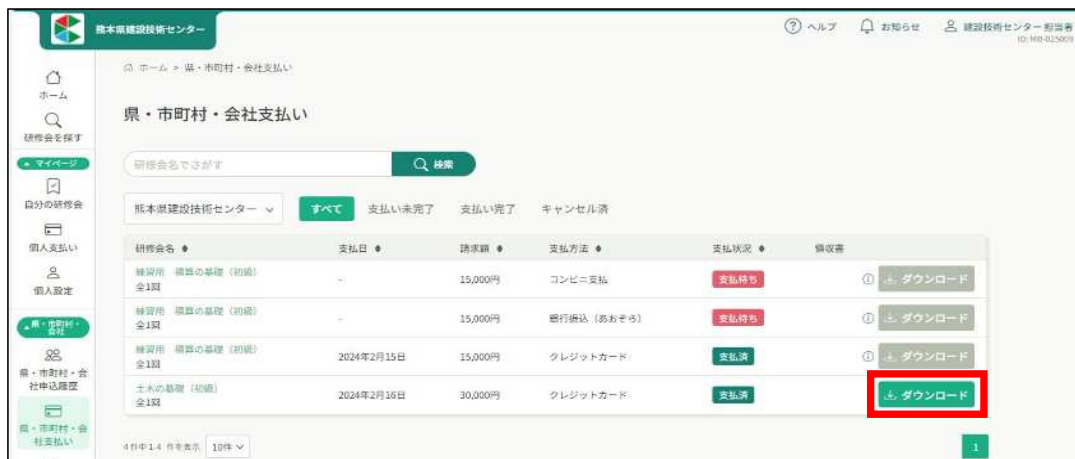 熊本県建設技術センター
ヘルプ
お知らせ
建設技術センター 担当者
ホーム > 県・市町村・会社支払い
ホーム
研修会を探す
マイページ
自分の研修会
個人支払い
個人設定
県・市町村・会社
県・市町村・会社申込履歴
県・市町村・会社支払い
県・市町村・会社支払い
研修会名でさがす
検索
熊本県建設技術センター
すべて 支払い未完了 支払い完了 キャンセル済
研修会名 支払日 請求額 支払方法 支払状況 領収書
練習用 積算の基礎（初級）
全1回 - 15,000円 コンビニ支払 支払待ち ダウンロード
練習用 積算の基礎（初級）
全1回 - 15,000円 銀行振込（あおぞら） 支払待ち ダウンロード
練習用 積算の基礎（初級）
全1回 2024年2月15日 15,000円 クレジットカード 支払済 ダウンロード
土木の基礎（初級）
全1回 2024年2月16日 30,000円 クレジットカード 支払済 ダウンロード
4件中1-4 件を表示 10件
1